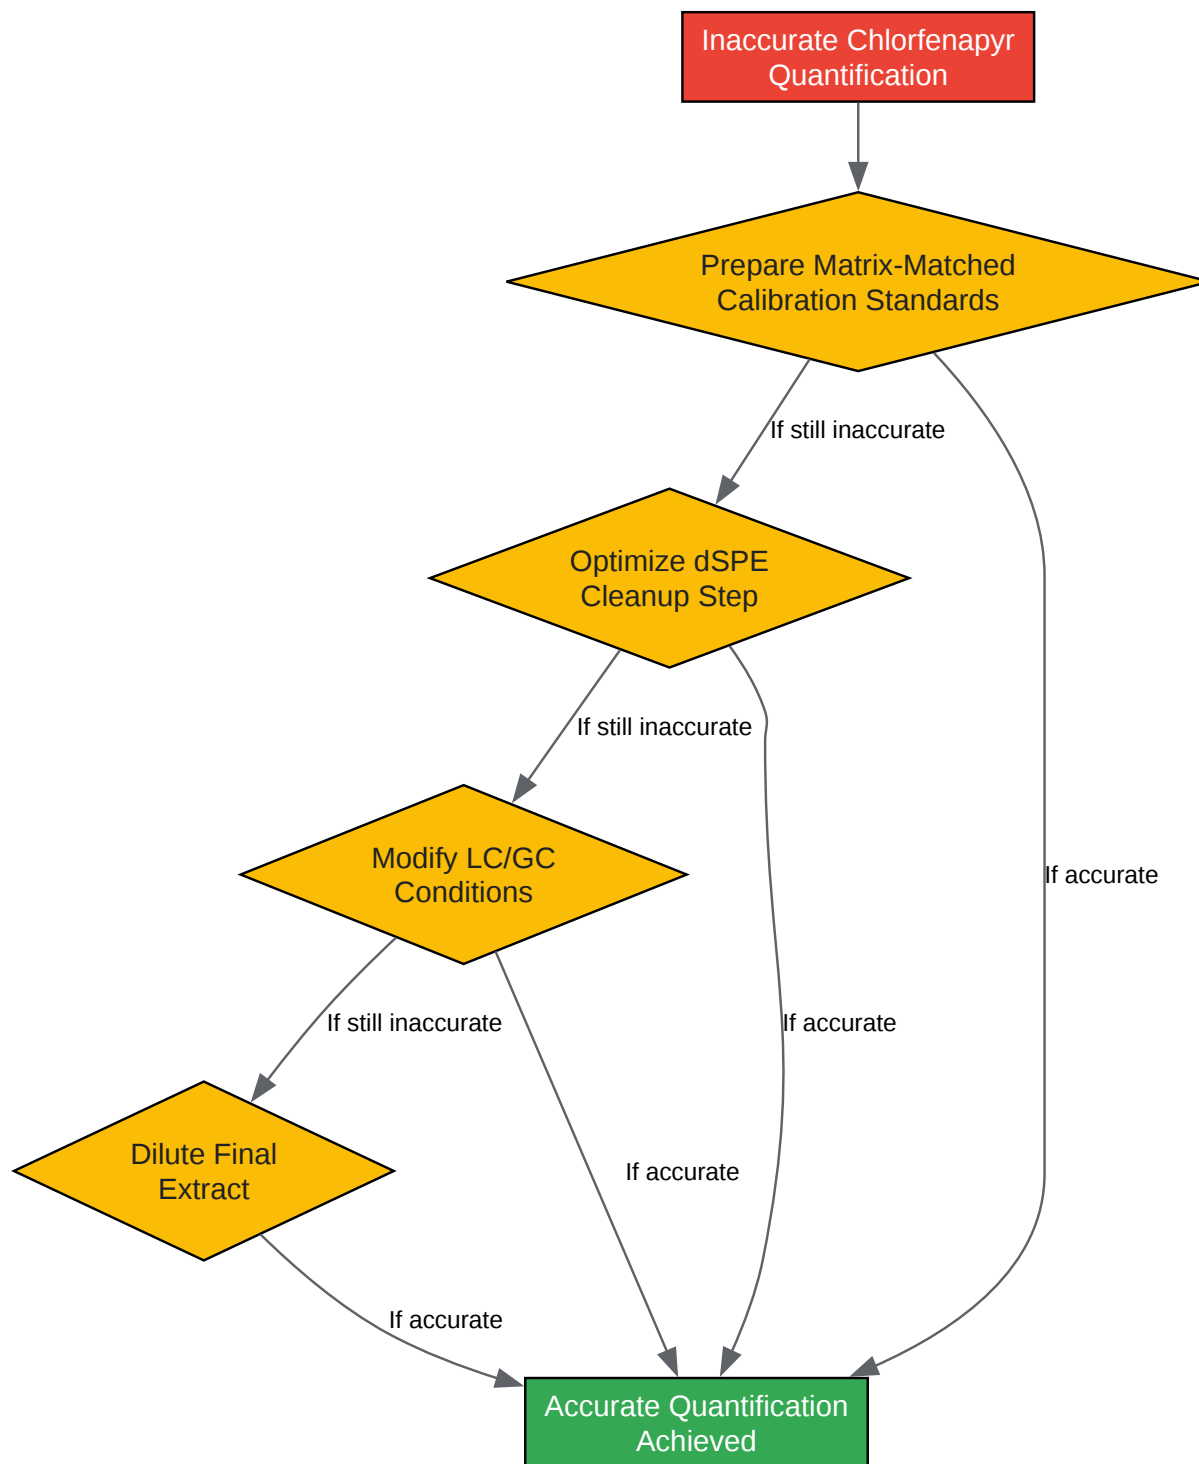 Inaccurate Chlorfenapyr
Quantification
Prepare Matrix-Matched
Calibration Standards
If still inaccurate
Optimize dSPE
Cleanup Step
If still inaccurate
Modify LC/GC
Conditions
If accurate
If still inaccurate
If accurate
Dilute Final
Extract
If accurate
If accurate
Accurate Quantification
Achieved